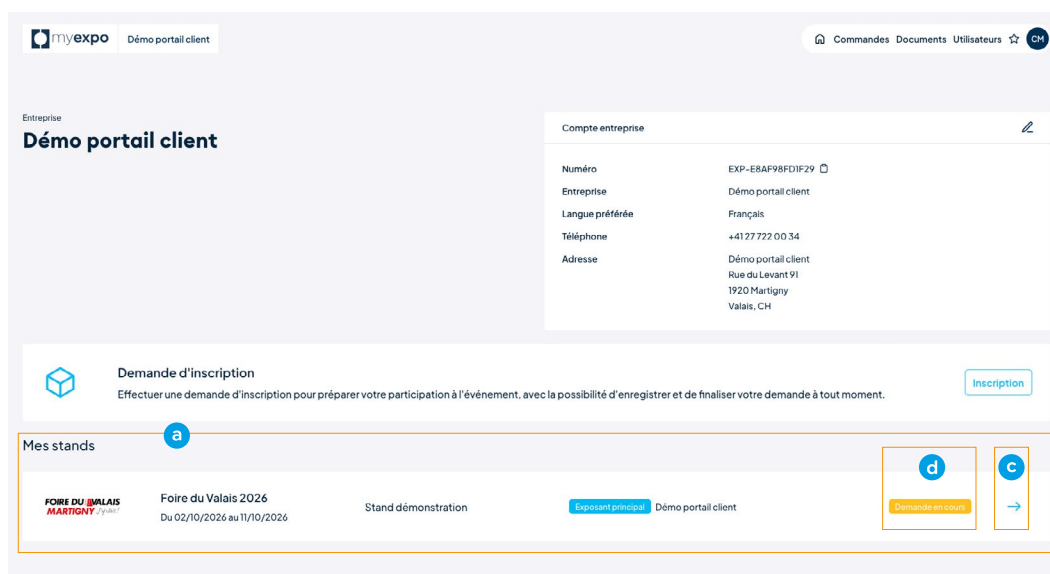 myexpo Démo portail client
Commandes Documents Utilisateurs CM
Entreprise
Démo portail client
Compte entreprise
Numéro EXP-E8AF98FD1F29
Entreprise Démo portail client
Langue préférée Français
Téléphone +41 27 722 00 34
Adresse Démo portail client
Rue du Levant 91
1920 Martigny
Valais, CH
Demande d'inscription
Effectuer une demande d'inscription pour préparer votre participation à l'événement, avec la possibilité d'enregistrer et de finaliser votre demande à tout moment.
Inscription
a
Mes stands
d c
FOIRE DU VALAIS
MARTIGNY
Foire du Valais 2026
Du 02/10/2026 au 11/10/2026
Stand démonstration
Exposant principal Démo portail client
Demande en cours